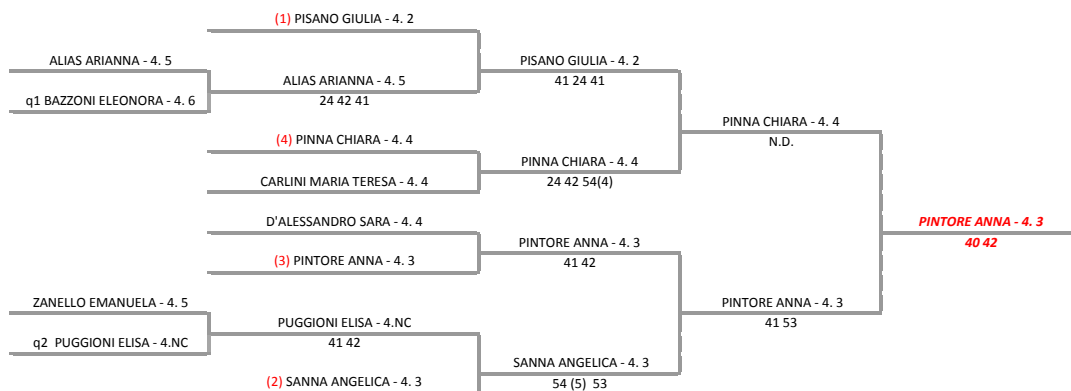 (1) PISANO GIULIA - 4. 2
ALIAS ARIANNA - 4. 5
PISANO GIULIA - 4. 2
ALIAS ARIANNA - 4. 5
41 24 41
q1 BAZZONI ELEONORA - 4. 6
24 42 41
PINNA CHIARA - 4. 4
N.D.
(4) PINNA CHIARA - 4. 4
PINNA CHIARA - 4. 4
24 42 54(4)
CARLINI MARIA TERESA - 4. 4
D'ALESSANDRO SARA - 4. 4
PINTORE ANNA - 4. 3
40 42
PINTORE ANNA - 4. 3
41 42
(3) PINTORE ANNA - 4. 3
ZANELLO EMANUELA - 4. 5
PINTORE ANNA - 4. 3
41 53
PUGGIONI ELISA - 4.NC
41 42
q2 PUGGIONI ELISA - 4.NC
SANNA ANGELICA - 4. 3
54 (5) 53
(2) SANNA ANGELICA - 4. 3